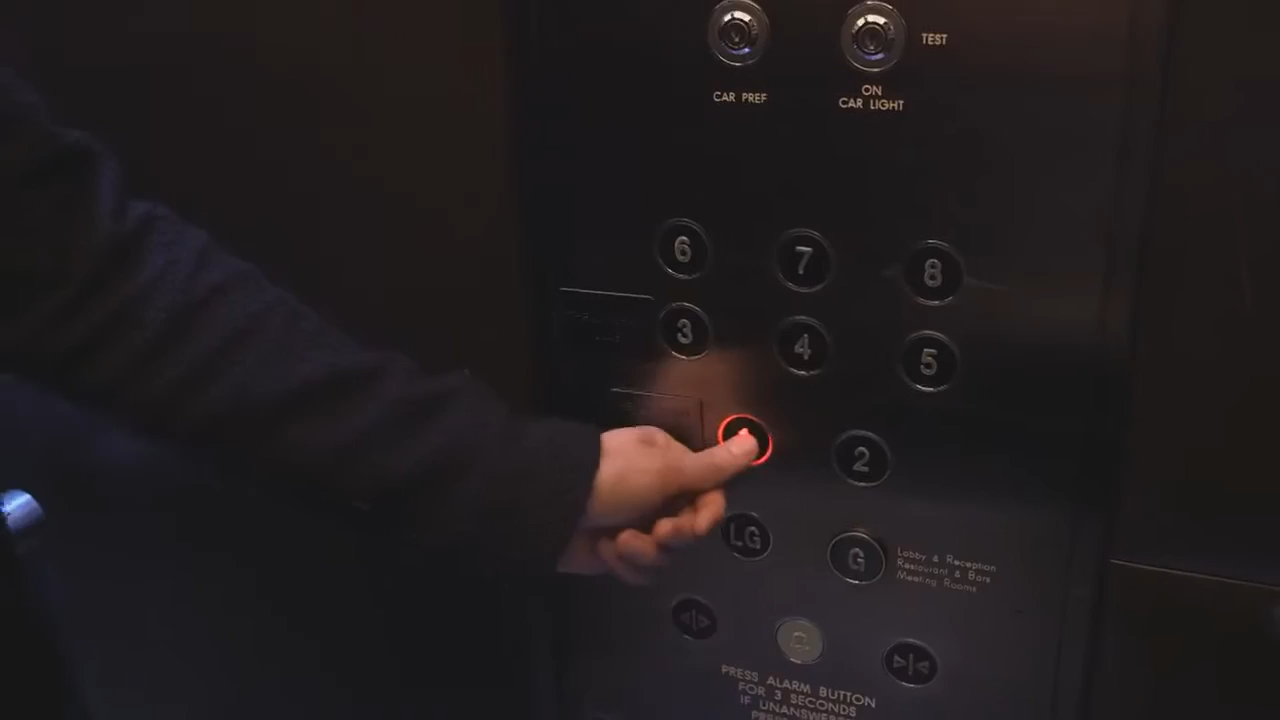 TEST
CAR PREF
ON
CAR LIGHT
6 7 8
3 4 5
2
LG G
Lobby & Reception
Restaurant & Bars
Meeting Rooms
PRESS ALARM BUTTON
FOR 3 SECONDS
IF UNANSWERED